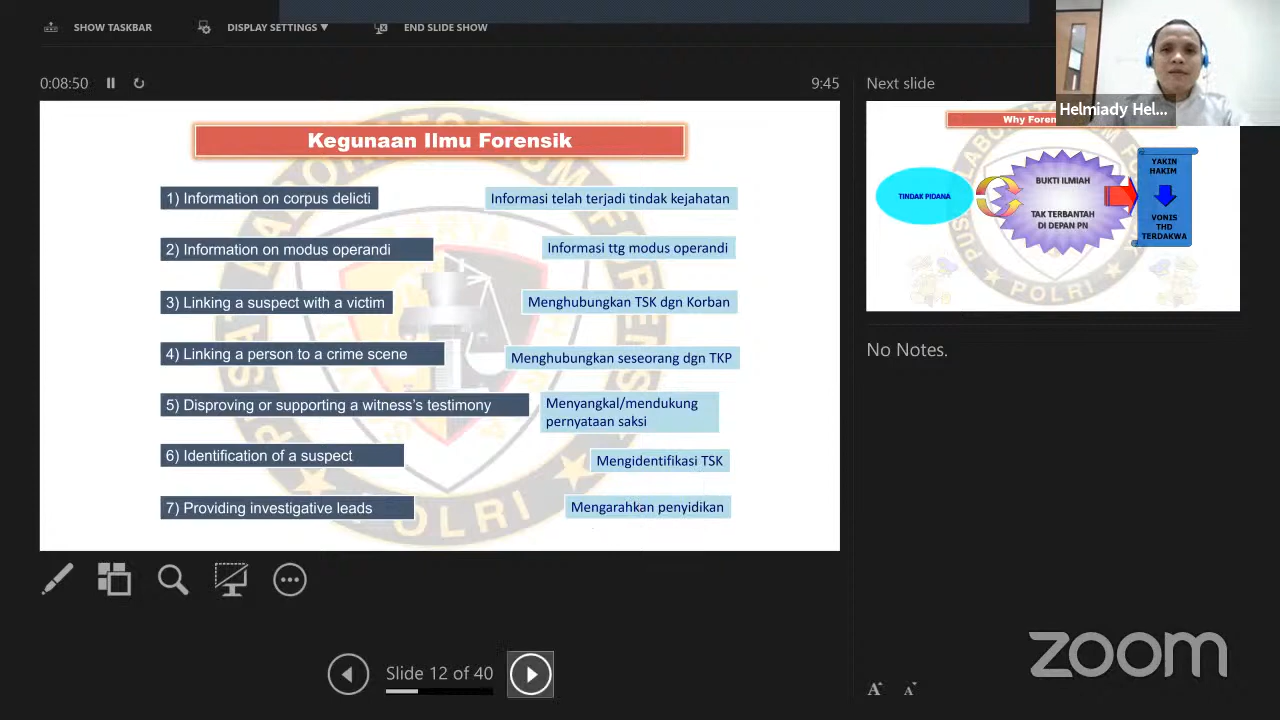 SHOW TASKBAR
DISPLAY SETTINGS ▼
END SLIDE SHOW
0:08:50
9:45
Next slide
Helmiady Hel...
Kegunaan Ilmu Forensik
1) Information on corpus delicti
Informasi telah terjadi tindak kejahatan
2) Information on modus operandi
Informasi ttg modus operandi
3) Linking a suspect with a victim
Menghubungkan TSK dgn Korban
4) Linking a person to a crime scene
Menghubungkan seseorang dgn TKP
5) Disproving or supporting a witness's testimony
Menyangkal/mendukung
pernyataan saksi
6) Identification of a suspect
Mengidentifikasi TSK
7) Providing investigative leads
Mengarahkan penyidikan
POLRI
Why Foren
TINDAK PIDANA
BUKTI ILMIAH
TAK TERBANTAH
DI DEPAN PN
YAKIN
HAKIM
VONIS
THD
TERDAKWA
POLRI
No Notes.
Slide 12 of 40
A A
zoom